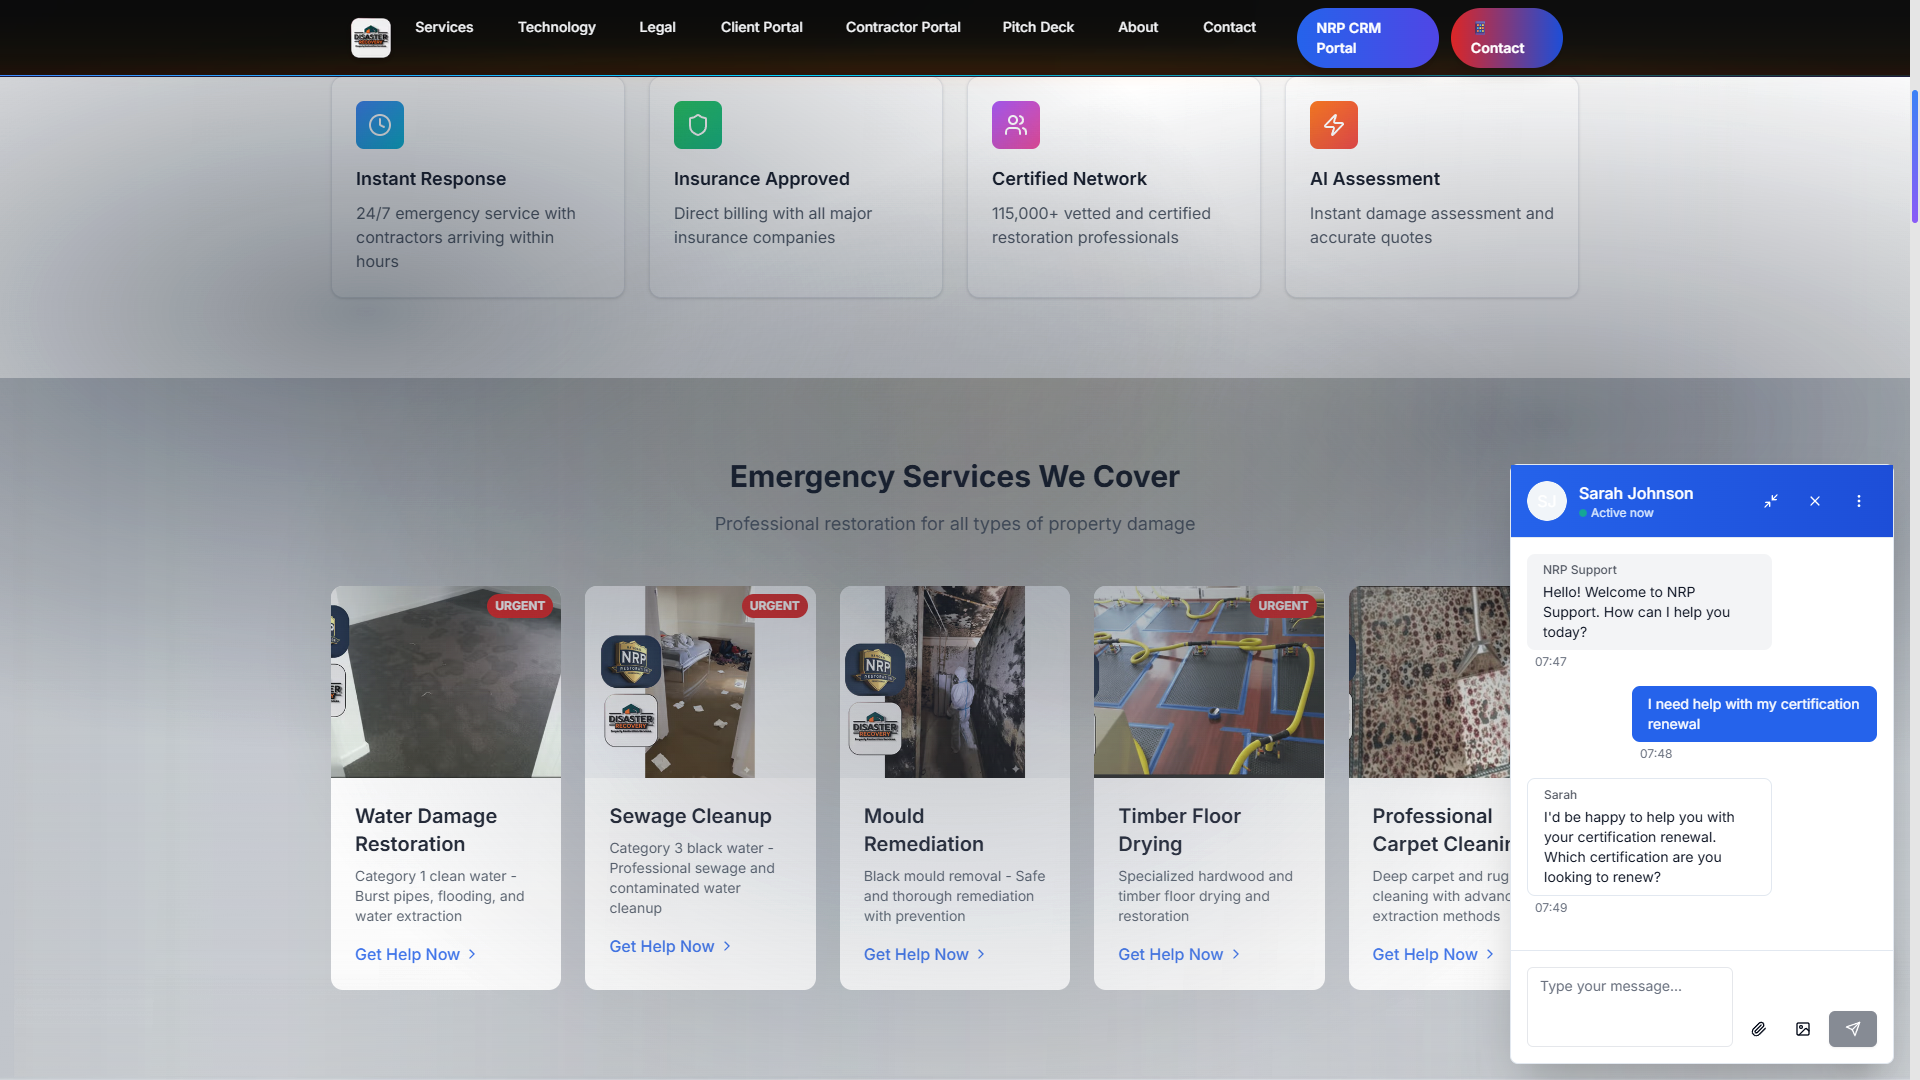 Services
Technology
Legal
Client Portal
Contractor Portal
Pitch Deck
About
Contact
NRP CRM
Portal
Contact
Instant Response
24/7 emergency service with
contractors arriving within
hours
Insurance Approved
Direct billing with all major
insurance companies
Certified Network
115,000+ vetted and certified
restoration professionals
AI Assessment
Instant damage assessment and
accurate quotes
Emergency Services We Cover
Professional restoration for all types of property damage
URGENT
Water Damage
Restoration
Category 1 clean water -
Burst pipes, flooding, and
water extraction
Get Help Now
URGENT
NRP
DISASTER
RECOVERY
Sewage Cleanup
Category 3 black water -
Professional sewage and
contaminated water
cleanup
Get Help Now
NRP
DISASTER
RECOVERY
Mould
Remediation
Black mould removal - Safe
and thorough remediation
with prevention
Get Help Now
URGENT
Timber Floor
Drying
Specialized hardwood and
timber floor drying and
restoration
Get Help Now
Professional
Deep carpet and rug
extraction methods
Get Help Now
SJ
Sarah Johnson
Active now
NRP Support
Hello! Welcome to NRP
Support. How can I help you
today?
07:47
I need help with my certification
renewal
07:48
Sarah
I'd be happy to help you with
your certification renewal.
Which certification are you
looking to renew?
07:49
Type your message...